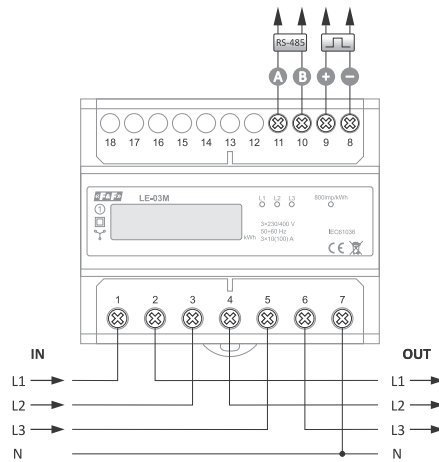 RS-485
A B + −
18 17 16 15 14 13 12 11 10 9 8
F&F LE-03M L1 L2 L3 800imp/kWh
1
3×230/400 V
50÷60 Hz
3×10(100) A
kWh
IEC61036
CE
1 2 3 4 5 6 7
IN OUT
L1 L1
L2 L2
L3 L3
N N